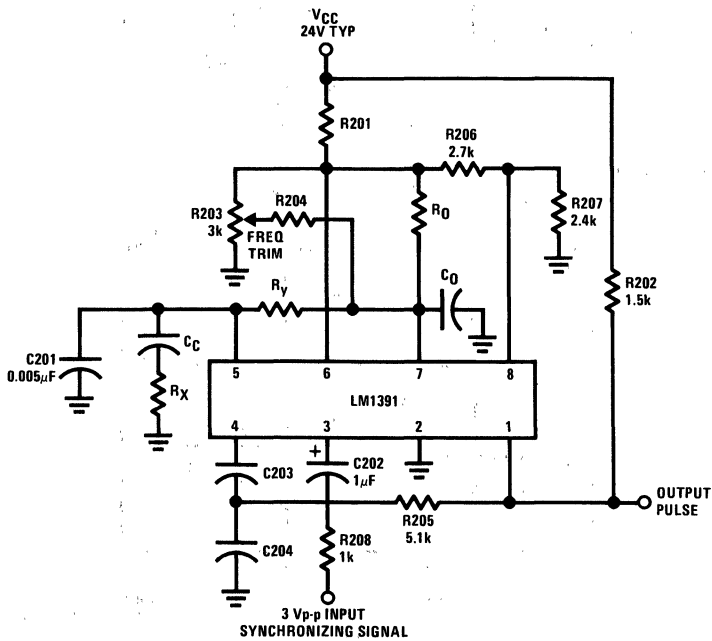 VCC
24V TYP
R201
R206
2.7k
R203
3k
R204
FREQ
TRIM
RO
R207
2.4k
R202
1.5k
Ry
CO
C201
0.005µF
CC
RX
5
6
7
8
LM1391
4
3
2
1
C203
+
C202
1µF
R205
5.1k
OUTPUT
PULSE
C204
R208
1k
3 Vp-p INPUT
SYNCHRONIZING SIGNAL